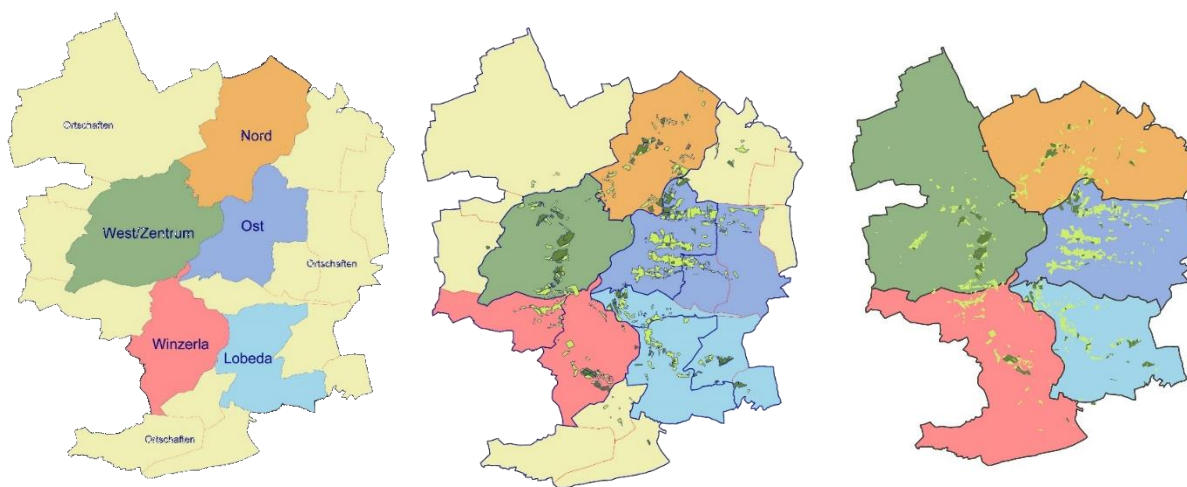 Ortschaften
Nord
West/Zentrum
Ost
Ortschaften
Winzerla
Lobeda
Ortschaften